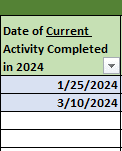 Date of Current
Activity Completed
in 2024
1/25/2024
3/10/2024